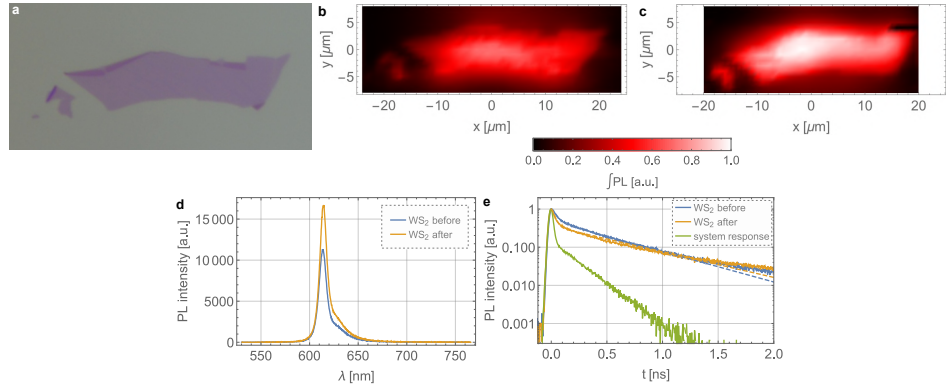 a
b
c
y [µm]
5
0
−5
−20
−10
0
10
20
x [µm]
y [µm]
5
0
−5
−20
−10
0
10
20
x [µm]
0.0
0.2
0.4
0.6
0.8
1.0
∫PL [a.u.]
d
PL intensity [a.u.]
15 000
10 000
5000
0
550
600
650
700
750
λ [nm]
WS₂ before
WS₂ after
e
PL intensity [a.u.]
1
0.100
0.010
0.001
0.0
0.5
1.0
1.5
2.0
t [ns]
WS₂ before
WS₂ after
system response